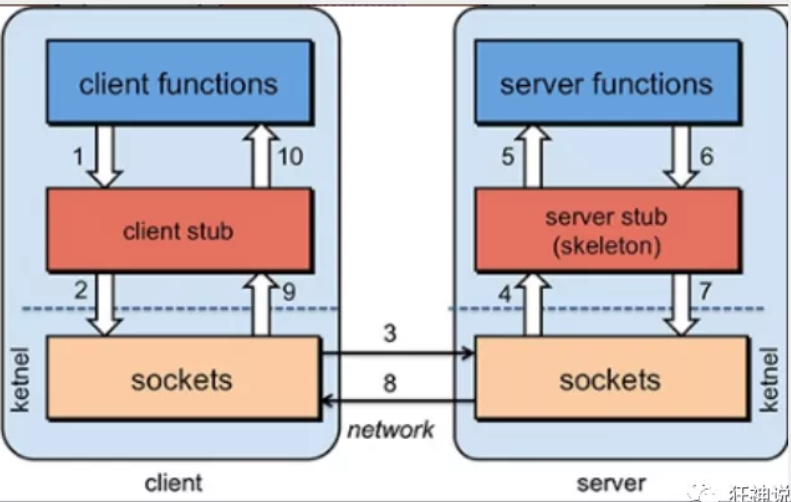 client functions
server functions
1
10
5
6
client stub
server stub
(skeleton)
2
9
4
7
3
ketnel
sockets
sockets
ketnel
8
network
client
server
狂神说